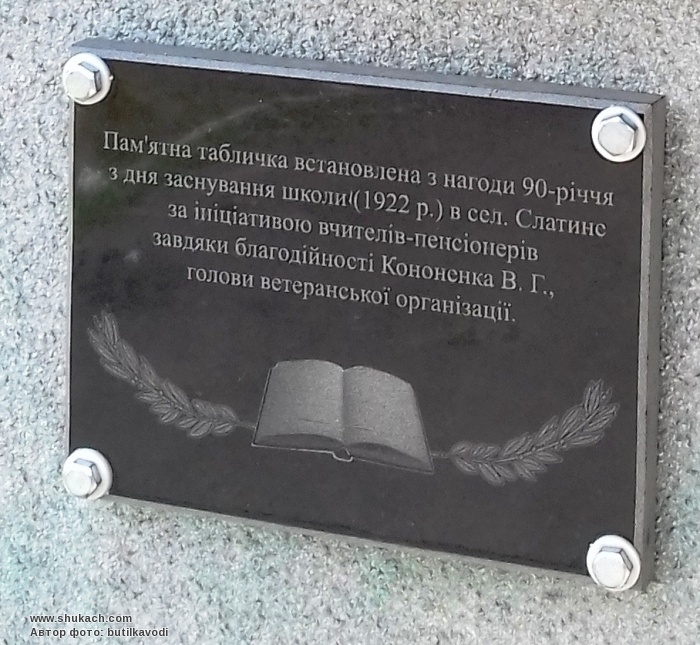 Пам'ятна табличка встановлена з нагоди 90-річчя
з дня заснування школи (1922 р.) в сел. Слатине
за ініціативою вчителів-пенсіонерів
завдяки благодійності Кононенка В. Г.,
голови ветеранської організації.
www.shukach.com
Автор фото: butilkavodi